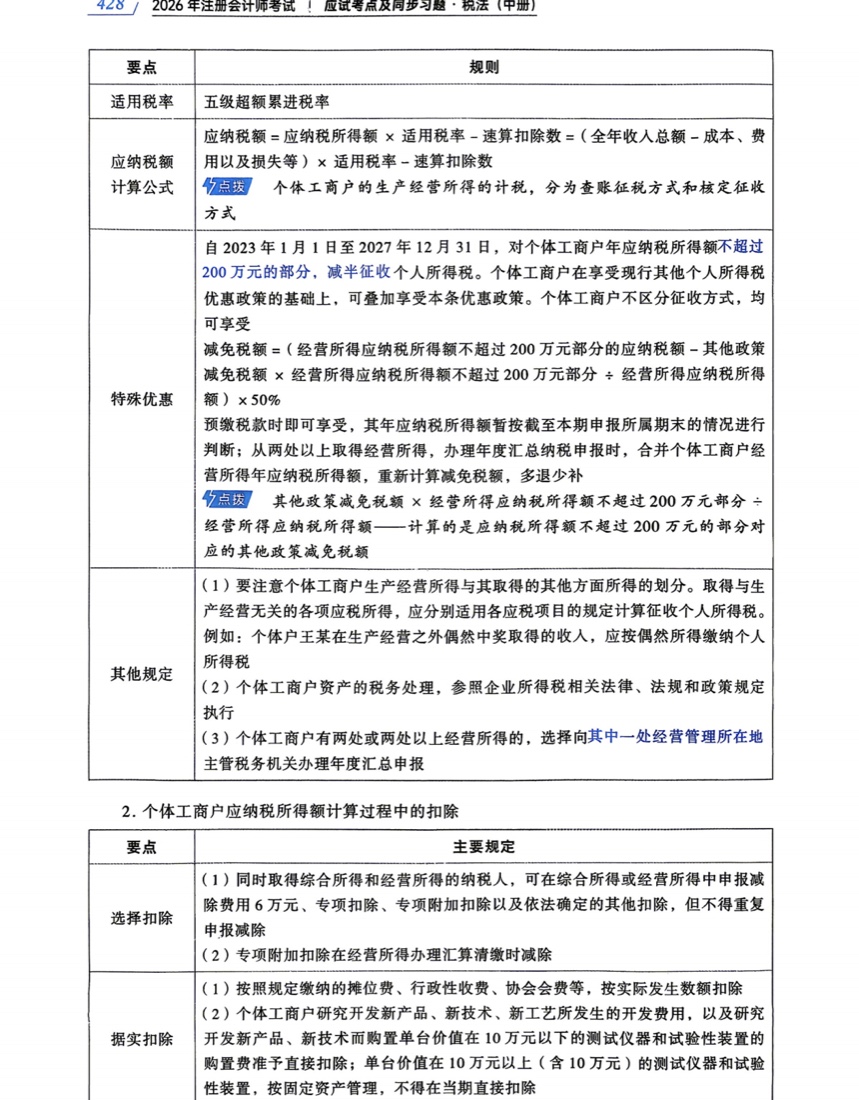 428 2026 年注册会计师考试 ┆ 应试考点及同步习题·税法（中册）
要点 规则
适用税率 五级超额累进税率
应纳税额
计算公式
应纳税额 = 应纳税所得额 × 适用税率 - 速算扣除数 =（全年收入总额 - 成本、费
用以及损失等）× 适用税率 - 速算扣除数
点拨 个体工商户的生产经营所得的计税，分为查账征税方式和核定征收
方式
特殊优惠
自 2023 年 1 月 1 日至 2027 年 12 月 31 日，对个体工商户年应纳税所得额不超过
200 万元的部分，减半征收个人所得税。个体工商户在享受现行其他个人所得税
优惠政策的基础上，可叠加享受本条优惠政策。个体工商户不区分征收方式，均
可享受
减免税额 =（经营所得应纳税所得额不超过 200 万元部分的应纳税额 - 其他政策
减免税额 × 经营所得应纳税所得额不超过 200 万元部分 ÷ 经营所得应纳税所得
额）× 50%
预缴税款时即可享受，其年应纳税所得额暂按截至本期申报所属期末的情况进行
判断；从两处以上取得经营所得，办理年度汇总纳税申报时，合并个体工商户经
营所得年应纳税所得额，重新计算减免税额，多退少补
点拨 其他政策减免税额 × 经营所得应纳税所得额不超过 200 万元部分 ÷
经营所得应纳税所得额——计算的是应纳税所得额不超过 200 万元的部分对
应的其他政策减免税额
其他规定
（1）要注意个体工商户生产经营所得与其取得的其他方面所得的划分。取得与生
产经营无关的各项应税所得，应分别适用各应税项目的规定计算征收个人所得税。
例如：个体户王某在生产经营之外偶然中奖取得的收入，应按偶然所得缴纳个人
所得税
（2）个体工商户资产的税务处理，参照企业所得税相关法律、法规和政策规定
执行
（3）个体工商户有两处或两处以上经营所得的，选择向其中一处经营管理所在地
主管税务机关办理年度汇总申报
2. 个体工商户应纳税所得额计算过程中的扣除
要点 主要规定
选择扣除
（1）同时取得综合所得和经营所得的纳税人，可在综合所得或经营所得中申报减
除费用 6 万元、专项扣除、专项附加扣除以及依法确定的其他扣除，但不得重复
申报减除
（2）专项附加扣除在经营所得办理汇算清缴时减除
据实扣除
（1）按照规定缴纳的摊位费、行政性收费、协会会费等，按实际发生数额扣除
（2）个体工商户研究开发新产品、新技术、新工艺所发生的开发费用，以及研究
开发新产品、新技术而购置单台价值在 10 万元以下的测试仪器和试验性装置的
购置费准予直接扣除；单台价值在 10 万元以上（含 10 万元）的测试仪器和试验
性装置，按固定资产管理，不得在当期直接扣除